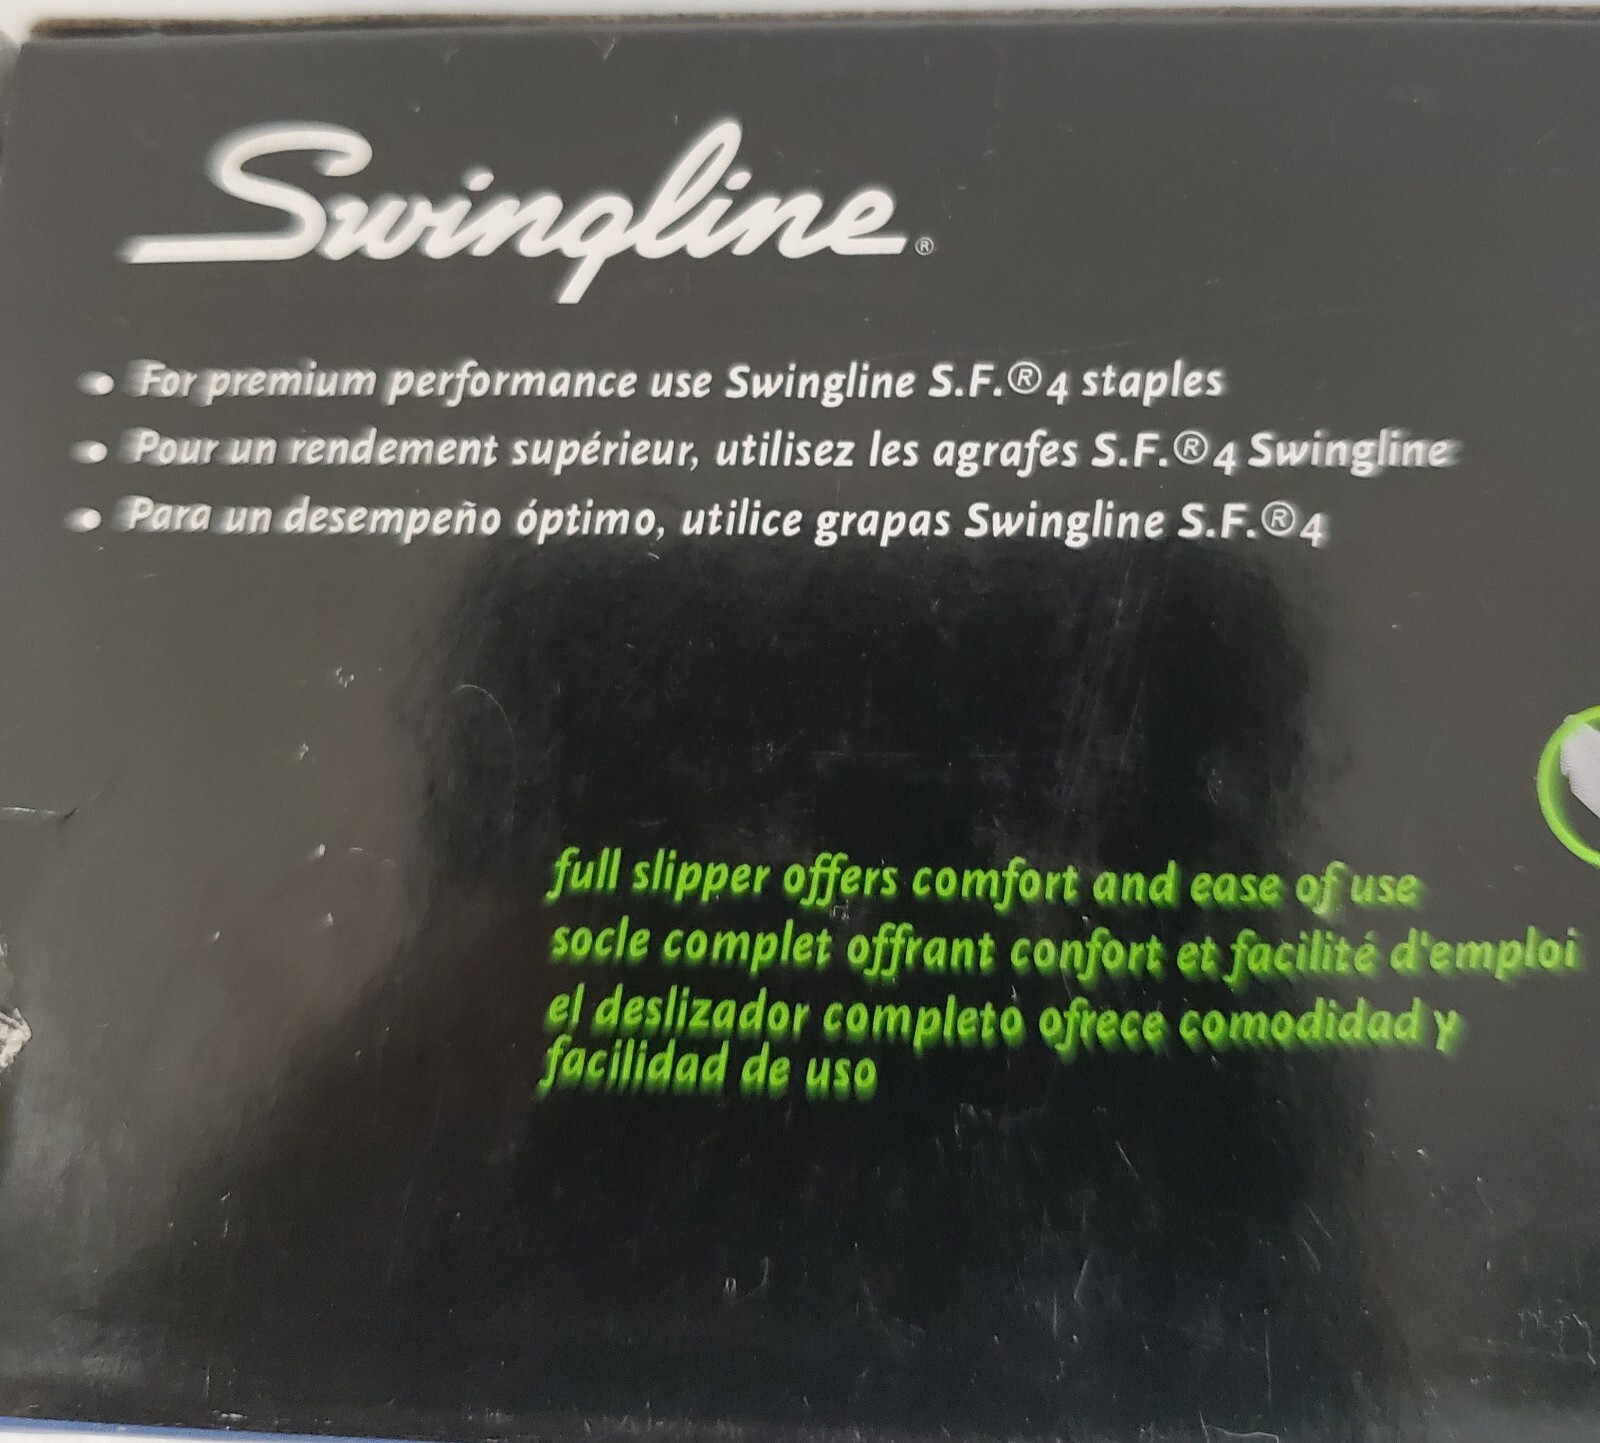 Swingline®
• For premium performance use Swingline S.F.®4 staples
• Pour un rendement supérieur, utilisez les agrafes S.F.®4 Swingline
• Para un desempeño óptimo, utilice grapas Swingline S.F.®4
full slipper offers comfort and ease of use
socle complet offrant confort et facilité d'emploi
el deslizador completo ofrece comodidad y
facilidad de uso